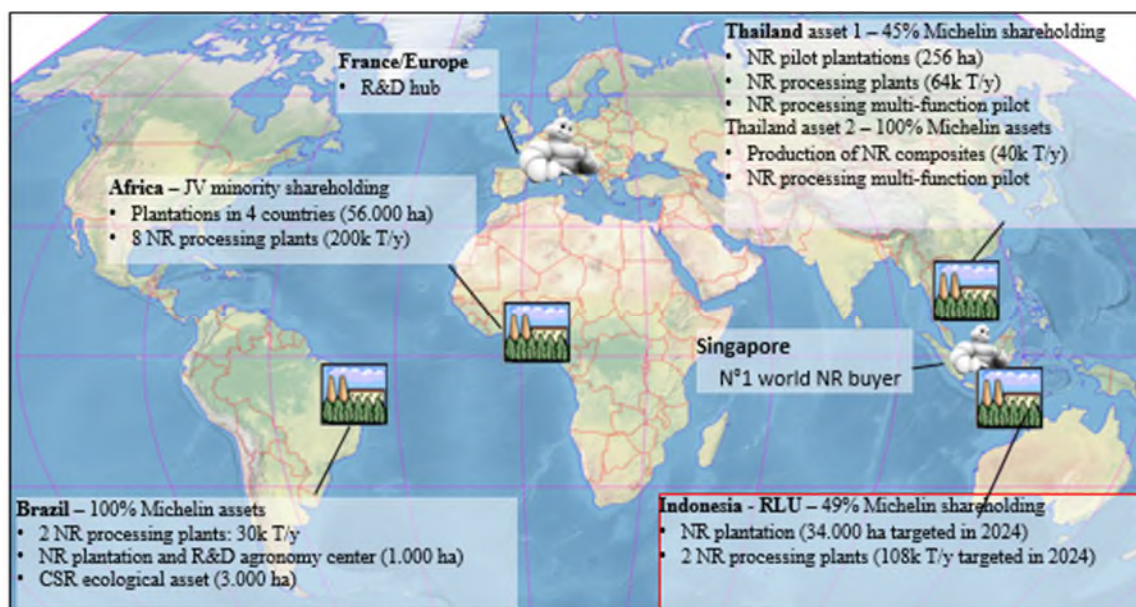 France/Europe
• R&D hub
Thailand asset 1 – 45% Michelin shareholding
• NR pilot plantations (256 ha)
• NR processing plants (64k T/y)
• NR processing multi-function pilot
Thailand asset 2 – 100% Michelin assets
• Production of NR composites (40k T/y)
• NR processing multi-function pilot
Africa – JV minority shareholding
• Plantations in 4 countries (56.000 ha)
• 8 NR processing plants (200k T/y)
Singapore
N°1 world NR buyer
Brazil – 100% Michelin assets
• 2 NR processing plants: 30k T/y
• NR plantation and R&D agronomy center (1.000 ha)
• CSR ecological asset (3.000 ha)
Indonesia - RLU – 49% Michelin shareholding
• NR plantation (34.000 ha targeted in 2024)
• 2 NR processing plants (108k T/y targeted in 2024)